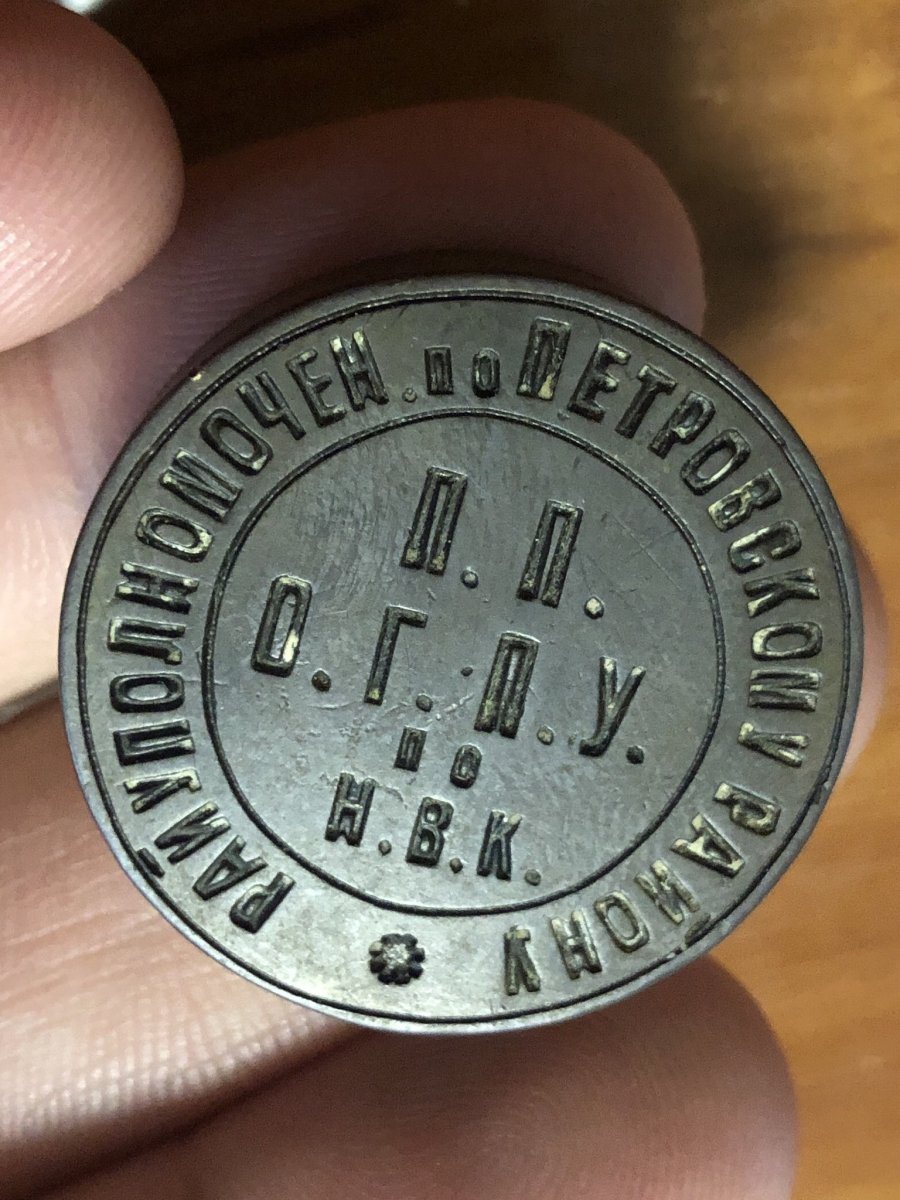 РАЙУПОЛНОМОЧЕН. по ПЕТРОВСКОМУ РАЙОНУ
П. П.
О. Г. П. У.
по
Н. В. К.